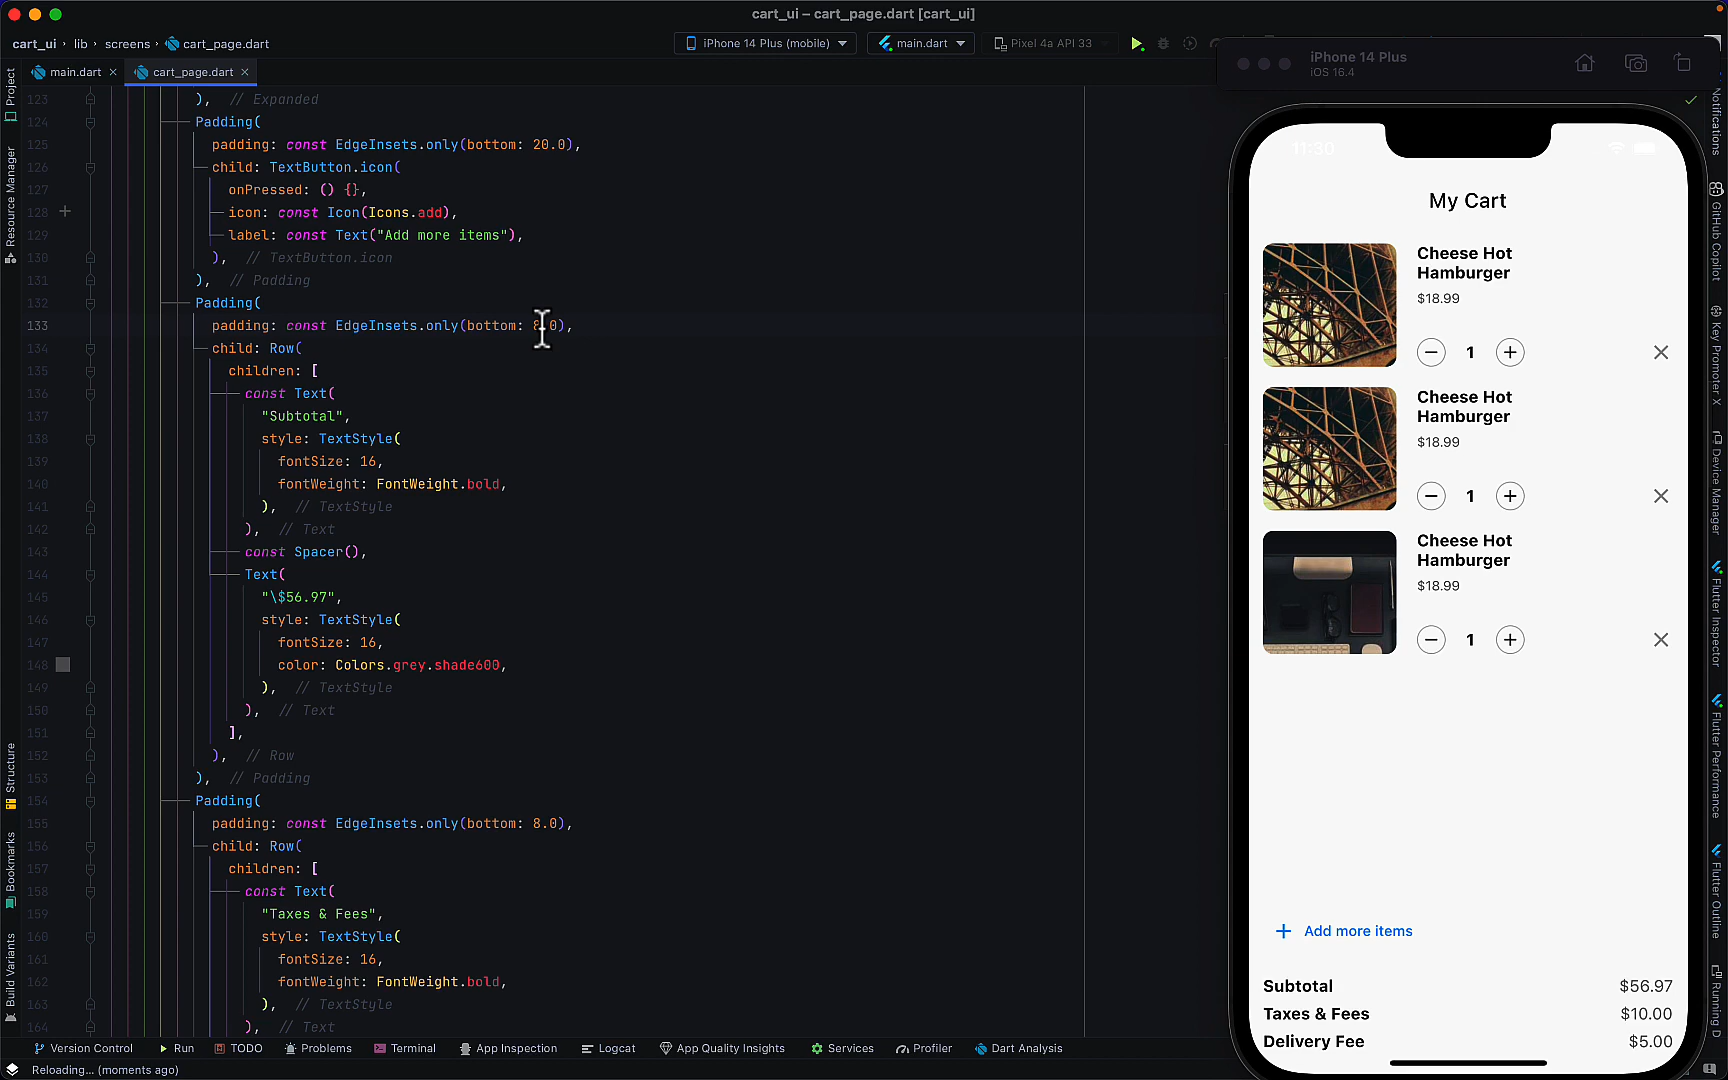 cart_ui – cart_page.dart [cart_ui]
cart_ui › lib › screens › cart_page.dart
iPhone 14 Plus (mobile)
main.dart
Pixel 4a API 33
main.dart ×
cart_page.dart ×
123 ), // Expanded
124 Padding(
125 padding: const EdgeInsets.only(bottom: 20.0),
126 child: TextButton.icon(
127 onPressed: () {},
128 icon: const Icon(Icons.add),
129 label: const Text("Add more items"),
130 ), // TextButton.icon
131 ), // Padding
132 Padding(
133 padding: const EdgeInsets.only(bottom: 8.0),
134 child: Row(
135 children: [
136 const Text(
137 "Subtotal",
138 style: TextStyle(
139 fontSize: 16,
140 fontWeight: FontWeight.bold,
141 ), // TextStyle
142 ), // Text
143 const Spacer(),
144 Text(
145 "\$56.97",
146 style: TextStyle(
147 fontSize: 16,
148 color: Colors.grey.shade600,
149 ), // TextStyle
150 ), // Text
151 ],
152 ), // Row
153 ), // Padding
154 Padding(
155 padding: const EdgeInsets.only(bottom: 8.0),
156 child: Row(
157 children: [
158 const Text(
159 "Taxes & Fees",
160 style: TextStyle(
161 fontSize: 16,
162 fontWeight: FontWeight.bold,
163 ), // TextStyle
164 ), // Text
Project
Resource Manager
Structure
Bookmarks
Build Variants
iPhone 14 Plus
iOS 16.4
11:30
My Cart
Cheese Hot
Hamburger
$18.99
1
Cheese Hot
Hamburger
$18.99
1
Cheese Hot
Hamburger
$18.99
1
Add more items
Subtotal $56.97
Taxes & Fees $10.00
Delivery Fee $5.00
Notifications
GitHub Copilot
Key Promoter X
Device Manager
Flutter Inspector
Flutter Performance
Flutter Outline
Running D
Version Control
Run
TODO
Problems
Terminal
App Inspection
Logcat
App Quality Insights
Services
Profiler
Dart Analysis
Reloading... (moments ago)